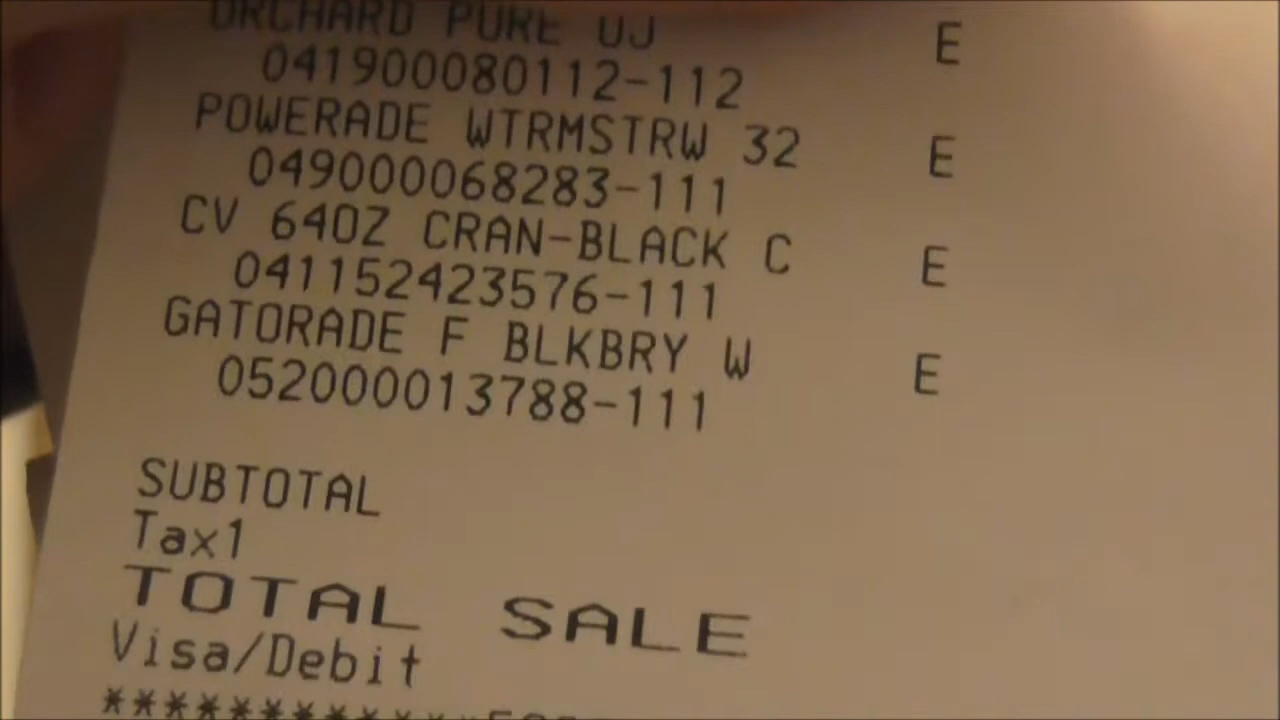 ORCHARD PURE OJ E
041900080112-112
POWERADE WTRMSTRW 32 E
049000068283-111
CV 64OZ CRAN-BLACK C E
041152423576-111
GATORADE F BLKBRY W E
052000013788-111
SUBTOTAL
Tax1
TOTAL SALE
Visa/Debit